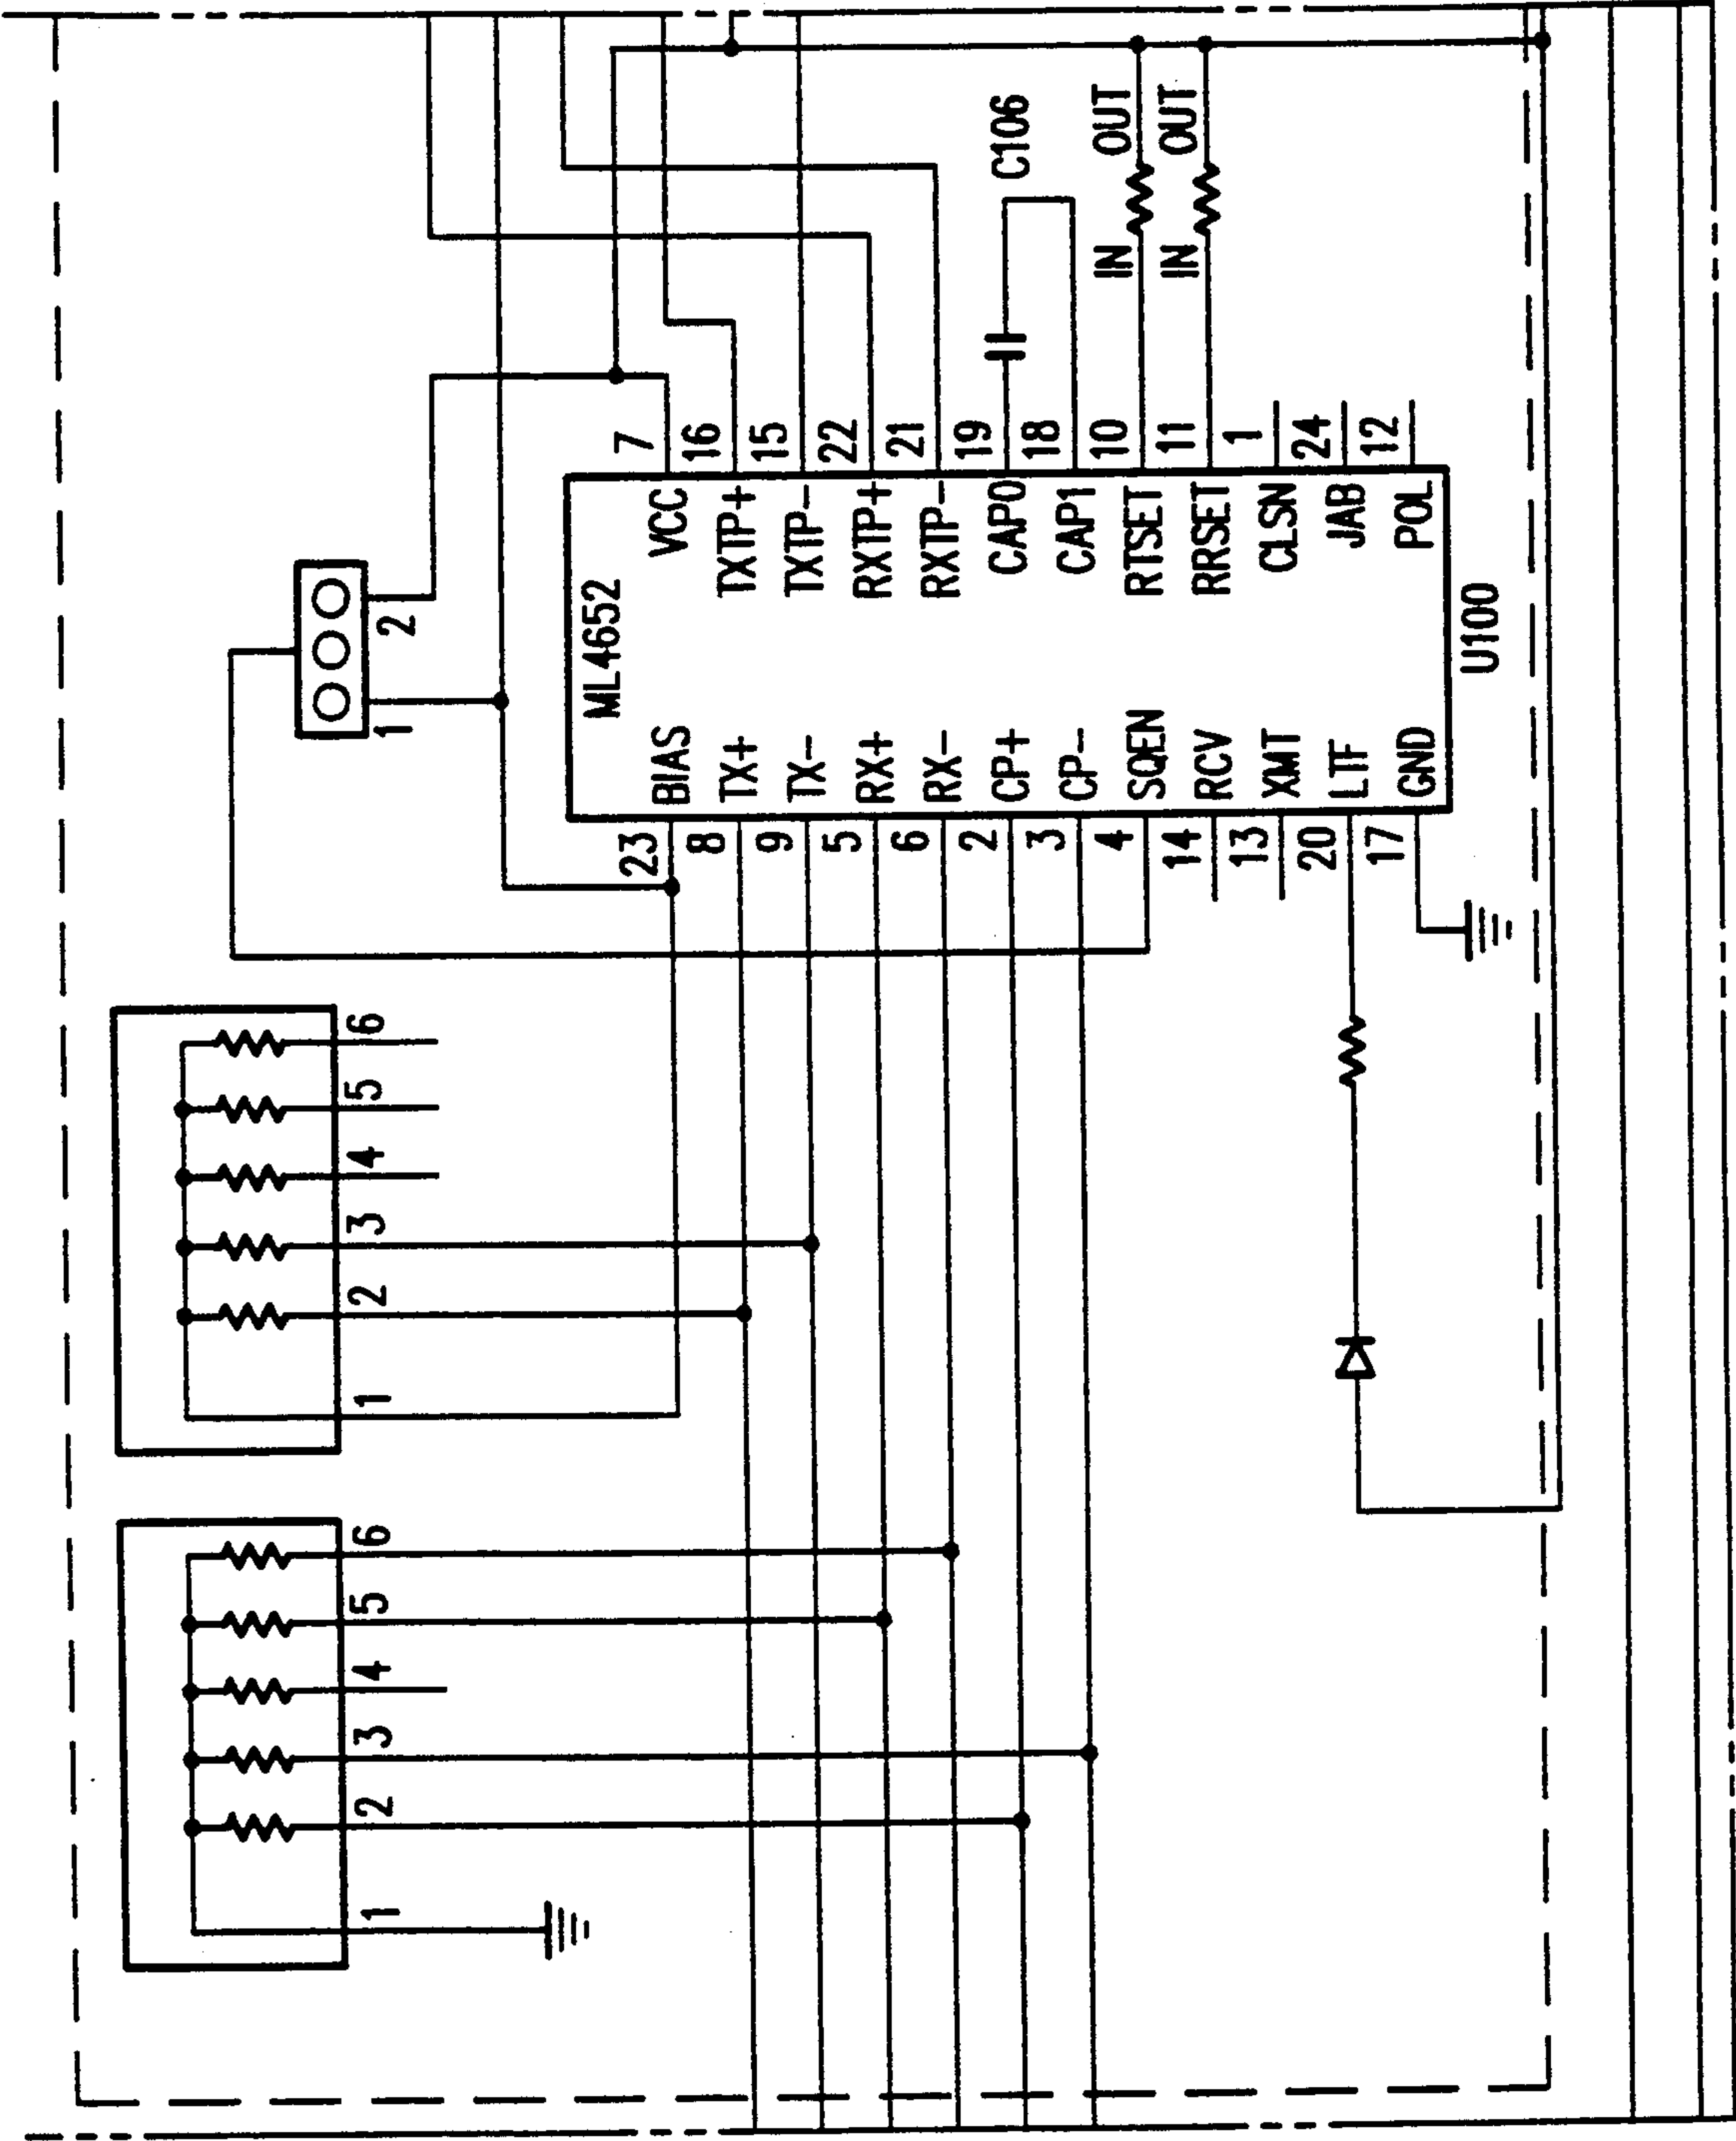 6
5
4
3
2
1
6
5
4
3
2
1
1
2
ML4652
U100
23 BIAS
8 TX+
9 TX-
5 RX+
6 RX-
2 CP+
3 CP-
4 SQEN
14 RCV
13 XMT
20 LTF
17 GND
VCC 7
TXTP+ 16
TXTP- 15
RXTP+ 22
RXTP- 21
CAP0 19
CAP1 18
RTSET 10
RRSET 11
CLSN 1
JAB 24
POL 12
C106
IN OUT
IN OUT